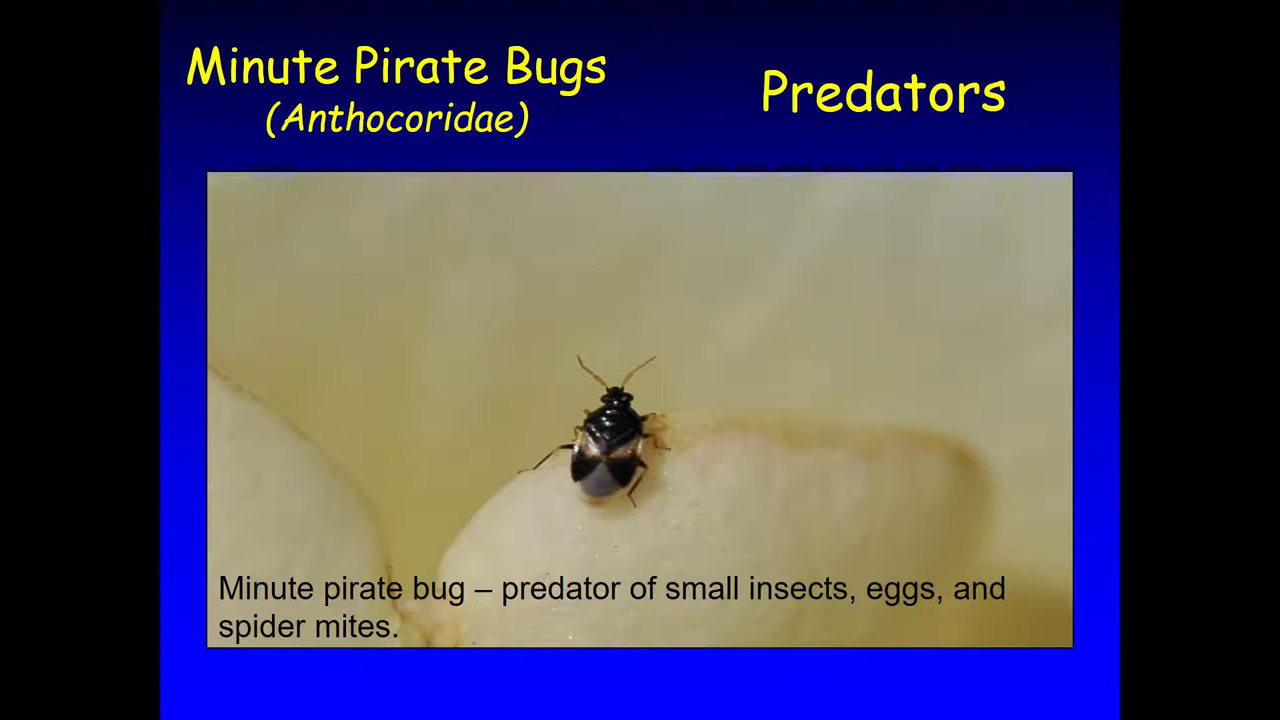 Minute Pirate Bugs
(Anthocoridae)
Predators
Minute pirate bug – predator of small insects, eggs, and
spider mites.